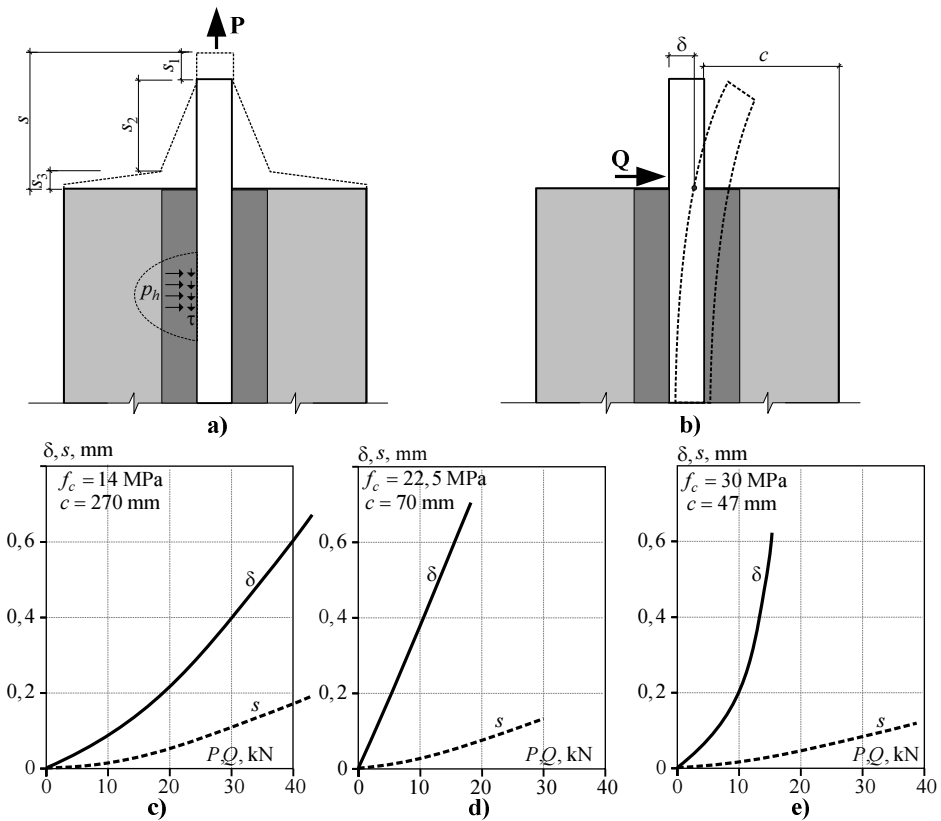 P
s₁
s
s₂
s₃
pₕ
τ
a)
δ
c
Q
b)
δ, s, mm
f꜀ = 14 MPa
c = 270 mm
0,6
0,4
0,2
0
δ
s
P,Q, kN
0 10 20 30 40
c)
δ, s, mm
f꜀ = 22,5 MPa
c = 70 mm
0,6
0,4
0,2
0
δ
s
P,Q, kN
0 10 20 30 40
d)
δ, s, mm
f꜀ = 30 MPa
c = 47 mm
0,6
0,4
0,2
0
δ
s
P,Q, kN
0 10 20 30 40
e)